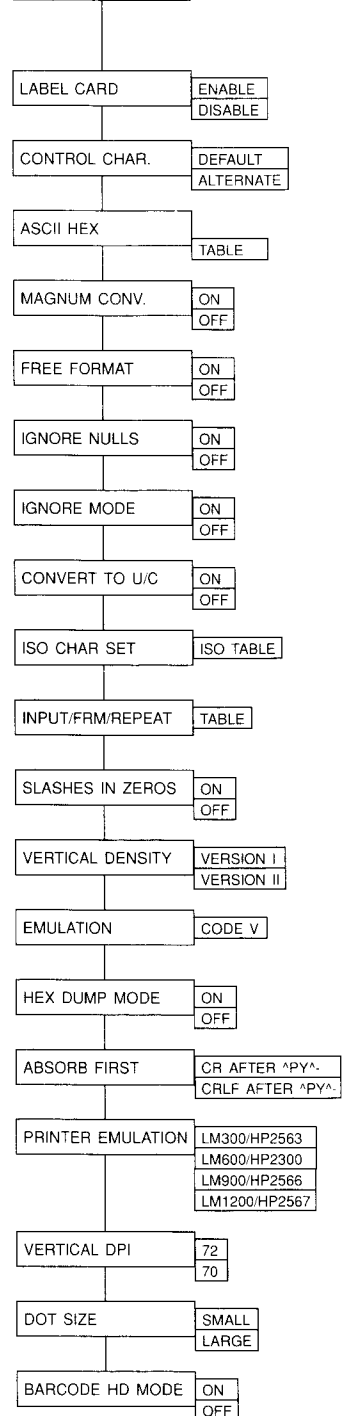 LABEL CARD
ENABLE
DISABLE
CONTROL CHAR.
DEFAULT
ALTERNATE
ASCII HEX
TABLE
MAGNUM CONV.
ON
OFF
FREE FORMAT
ON
OFF
IGNORE NULLS
ON
OFF
IGNORE MODE
ON
OFF
CONVERT TO U/C
ON
OFF
ISO CHAR SET
ISO TABLE
INPUT/FRM/REPEAT
TABLE
SLASHES IN ZEROS
ON
OFF
VERTICAL DENSITY
VERSION I
VERSION II
EMULATION
CODE V
HEX DUMP MODE
ON
OFF
ABSORB FIRST
CR AFTER ^PY^-
CRLF AFTER ^PY^-
PRINTER EMULATION
LM300/HP2563
LM600/HP2300
LM900/HP2566
LM1200/HP2567
VERTICAL DPI
72
70
DOT SIZE
SMALL
LARGE
BARCODE HD MODE
ON
OFF